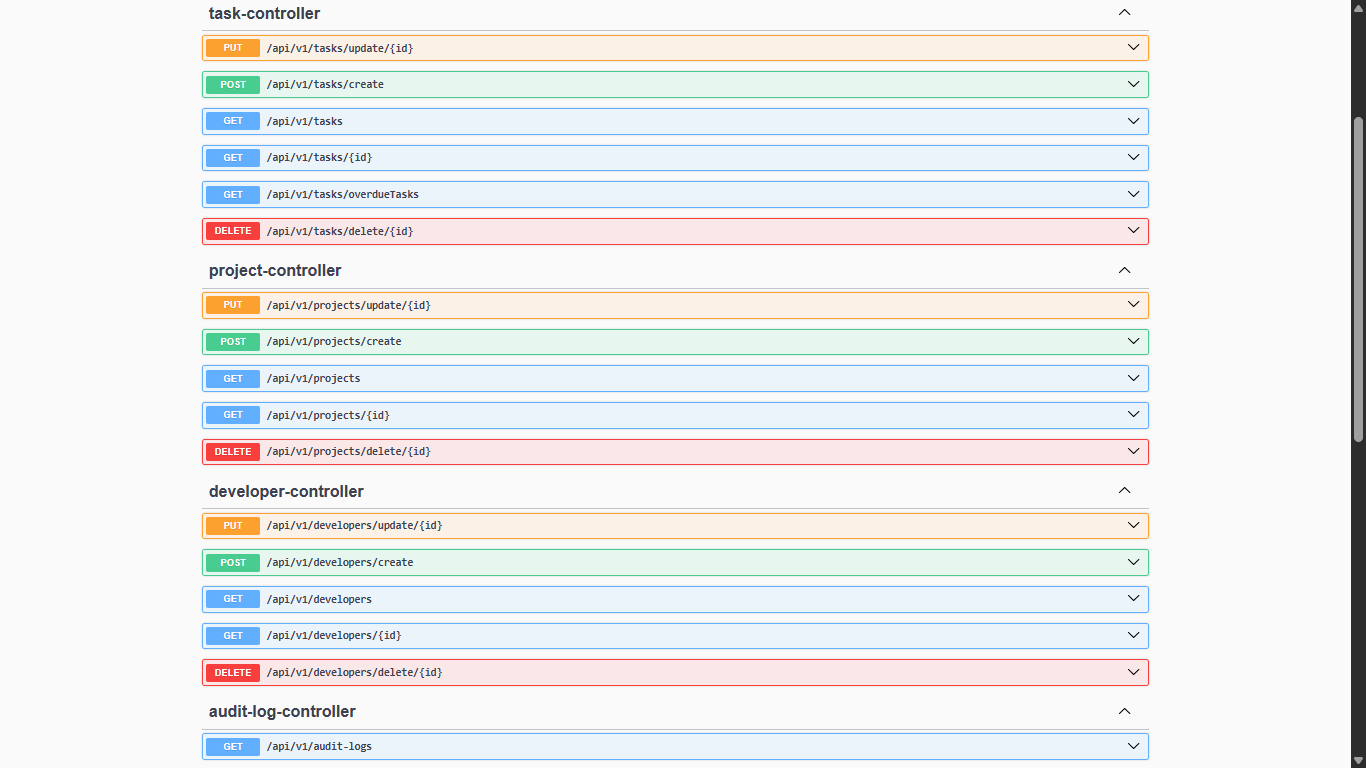 task-controller
PUT /api/v1/tasks/update/{id}
POST /api/v1/tasks/create
GET /api/v1/tasks
GET /api/v1/tasks/{id}
GET /api/v1/tasks/overdueTasks
DELETE /api/v1/tasks/delete/{id}
project-controller
PUT /api/v1/projects/update/{id}
POST /api/v1/projects/create
GET /api/v1/projects
GET /api/v1/projects/{id}
DELETE /api/v1/projects/delete/{id}
developer-controller
PUT /api/v1/developers/update/{id}
POST /api/v1/developers/create
GET /api/v1/developers
GET /api/v1/developers/{id}
DELETE /api/v1/developers/delete/{id}
audit-log-controller
GET /api/v1/audit-logs